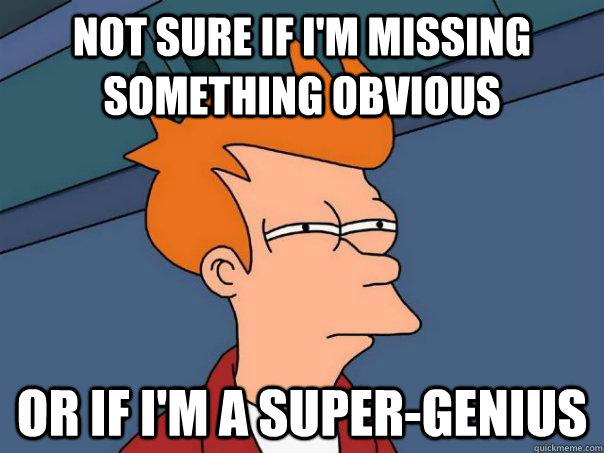 NOT SURE IF I'M MISSING
SOMETHING OBVIOUS
OR IF I'M A SUPER-GENIUS
quickmeme.com